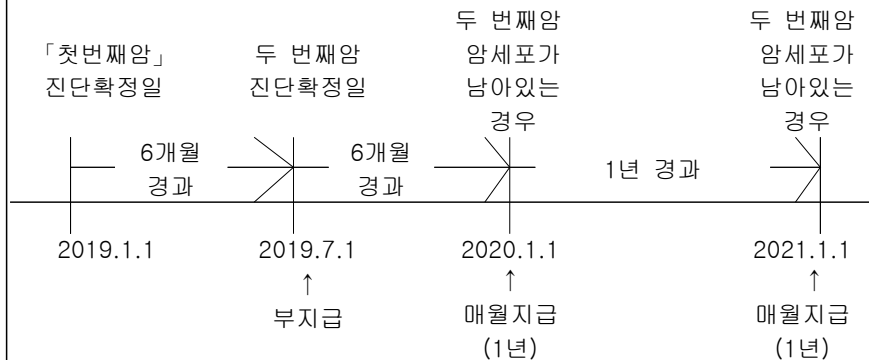 「첫번째암」
진단확정일
두 번째암
진단확정일
두 번째암
암세포가
남아있는
경우
두 번째암
암세포가
남아있는
경우
6개월
경과
6개월
경과
1년 경과
2019.1.1
2019.7.1
2020.1.1
2021.1.1
↑
부지급
↑
매월지급
(1년)
↑
매월지급
(1년)